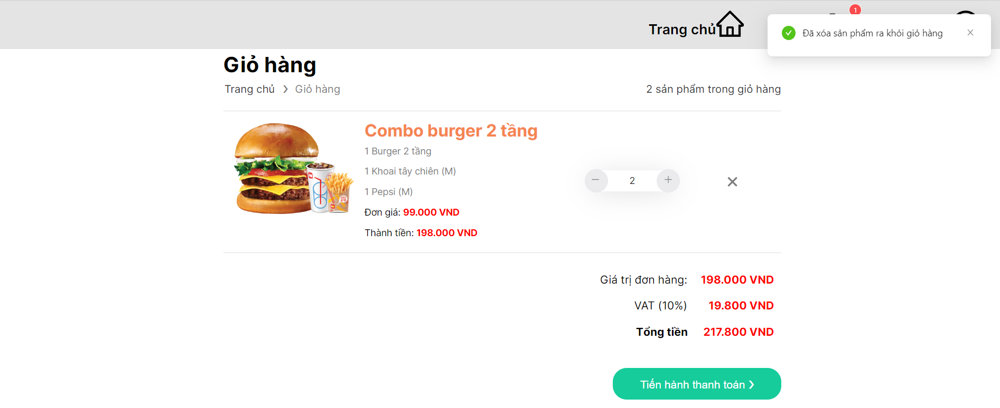 Trang chủ
1
Đã xóa sản phẩm ra khỏi giỏ hàng
Giỏ hàng
Trang chủ › Giỏ hàng
2 sản phẩm trong giỏ hàng
Combo burger 2 tầng
1 Burger 2 tầng
1 Khoai tây chiên (M)
1 Pepsi (M)
Đơn giá: 99.000 VND
Thành tiền: 198.000 VND
2
Giá trị đơn hàng: 198.000 VND
VAT (10%) 19.800 VND
Tổng tiền 217.800 VND
Tiến hành thanh toán ›